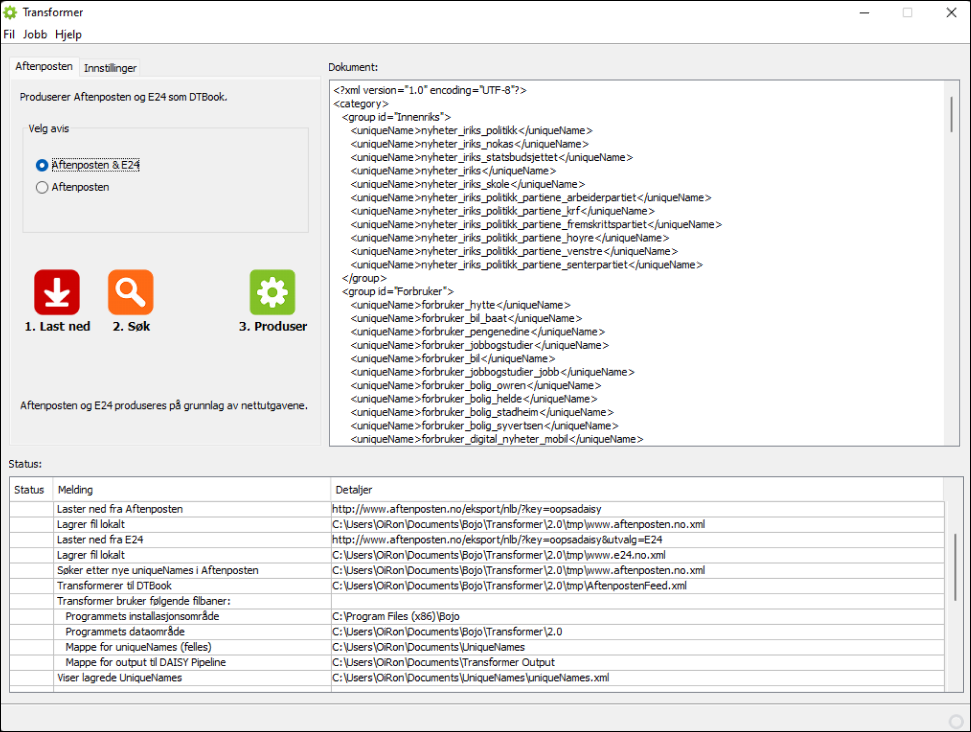 Transformer
Fil Jobb Hjelp
Aftenposten Innstillinger
Produserer Aftenposten og E24 som DTBook.
Velg avis
Aftenposten & E24
Aftenposten
1. Last ned 2. Søk 3. Produser
Aftenposten og E24 produseres på grunnlag av nettutgavene.
Dokument:
<?xml version="1.0" encoding="UTF-8"?>
<category>
<group id="Innenriks">
<uniqueName>nyheter_iriks_politikk</uniqueName>
<uniqueName>nyheter_iriks_nokas</uniqueName>
<uniqueName>nyheter_iriks_statsbudsjettet</uniqueName>
<uniqueName>nyheter_iriks</uniqueName>
<uniqueName>nyheter_iriks_skole</uniqueName>
<uniqueName>nyheter_iriks_politikk_partiene_arbeiderpartiet</uniqueName>
<uniqueName>nyheter_iriks_politikk_partiene_krf</uniqueName>
<uniqueName>nyheter_iriks_politikk_partiene_fremskrittspartiet</uniqueName>
<uniqueName>nyheter_iriks_politikk_partiene_hoyre</uniqueName>
<uniqueName>nyheter_iriks_politikk_partiene_venstre</uniqueName>
<uniqueName>nyheter_iriks_politikk_partiene_senterpartiet</uniqueName>
</group>
<group id="Forbruker">
<uniqueName>forbruker_hytte</uniqueName>
<uniqueName>forbruker_bil_baat</uniqueName>
<uniqueName>forbruker_pengenedine</uniqueName>
<uniqueName>forbruker_jobbogstudier</uniqueName>
<uniqueName>forbruker_bil</uniqueName>
<uniqueName>forbruker_jobbogstudier_jobb</uniqueName>
<uniqueName>forbruker_bolig_owren</uniqueName>
<uniqueName>forbruker_bolig_helde</uniqueName>
<uniqueName>forbruker_bolig_stadheim</uniqueName>
<uniqueName>forbruker_bolig_syvertsen</uniqueName>
<uniqueName>forbruker_digital_nyheter_mobil</uniqueName>
Status:
Status Melding Detaljer
Laster ned fra Aftenposten http://www.aftenposten.no/eksport/nlb/?key=oopsadaisy
Lagrer fil lokalt C:\Users\OiRon\Documents\Bojo\Transformer\2.0\tmp\www.aftenposten.no.xml
Laster ned fra E24 http://www.aftenposten.no/eksport/nlb/?key=oopsadaisy&utvalg=E24
Lagrer fil lokalt C:\Users\OiRon\Documents\Bojo\Transformer\2.0\tmp\www.e24.no.xml
Søker etter nye uniqueNames i Aftenposten C:\Users\OiRon\Documents\Bojo\Transformer\2.0\tmp\www.aftenposten.no.xml
Transformerer til DTBook C:\Users\OiRon\Documents\Bojo\Transformer\2.0\tmp\AftenpostenFeed.xml
Transformer bruker følgende filbaner:
Programmets installasjonsområde C:\Program Files (x86)\Bojo
Programmets dataområde C:\Users\OiRon\Documents\Bojo\Transformer\2.0
Mappe for uniqueNames (felles) C:\Users\OiRon\Documents\UniqueNames
Mappe for output til DAISY Pipeline C:\Users\OiRon\Documents\Transformer Output
Viser lagrede UniqueNames C:\Users\OiRon\Documents\UniqueNames\uniqueNames.xml